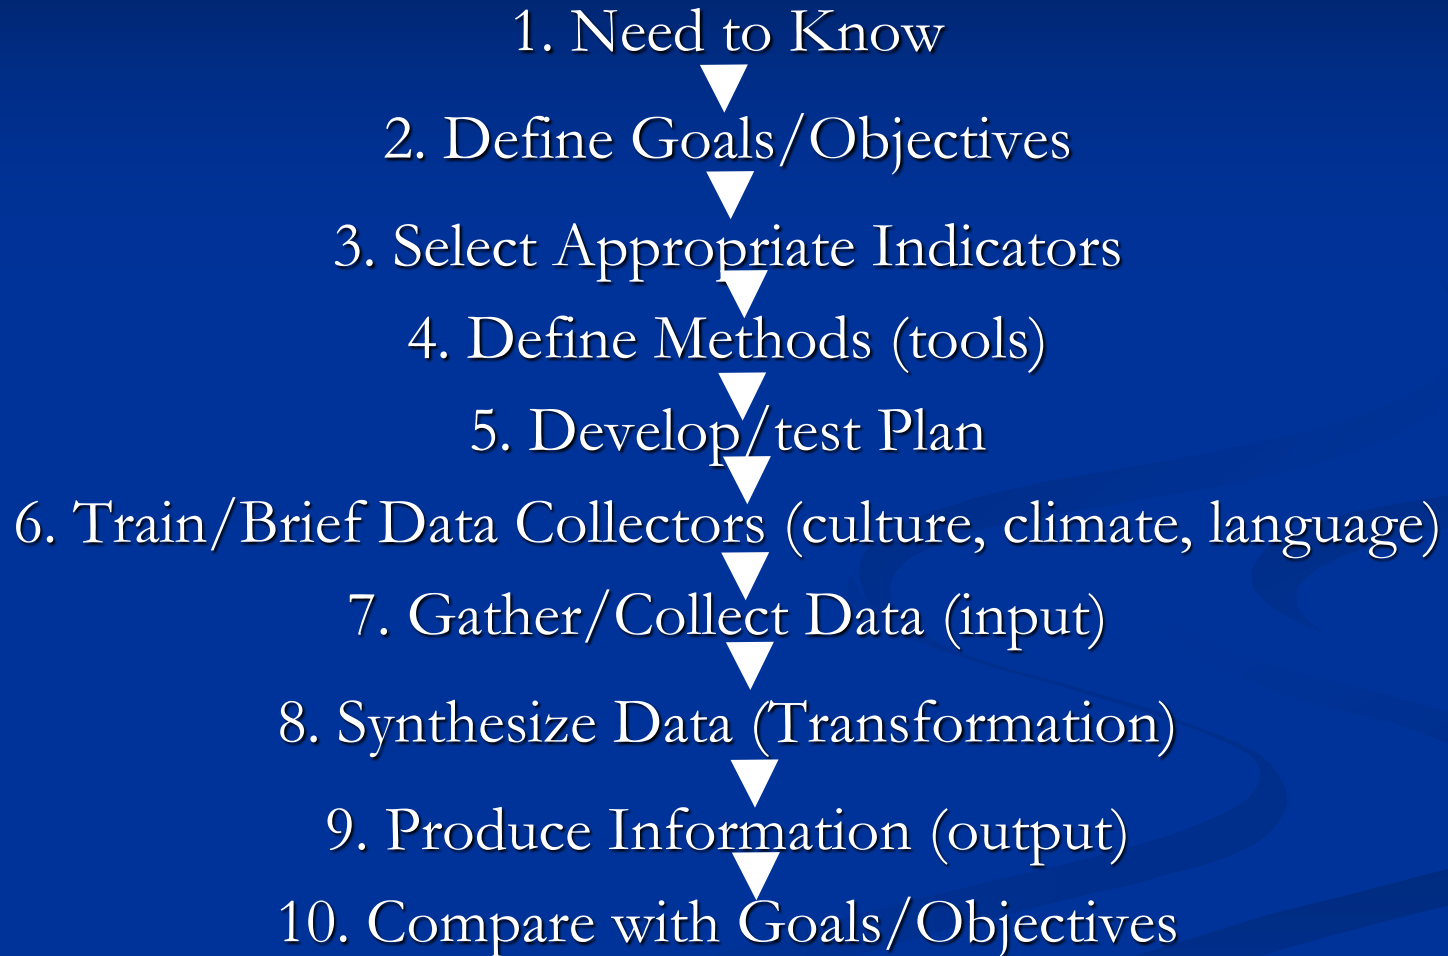 1. Need to Know
2. Define Goals/Objectives
3. Select Appropriate Indicators
4. Define Methods (tools)
5. Develop/test Plan
6. Train/Brief Data Collectors (culture, climate, language)
7. Gather/Collect Data (input)
8. Synthesize Data (Transformation)
9. Produce Information (output)
10. Compare with Goals/Objectives